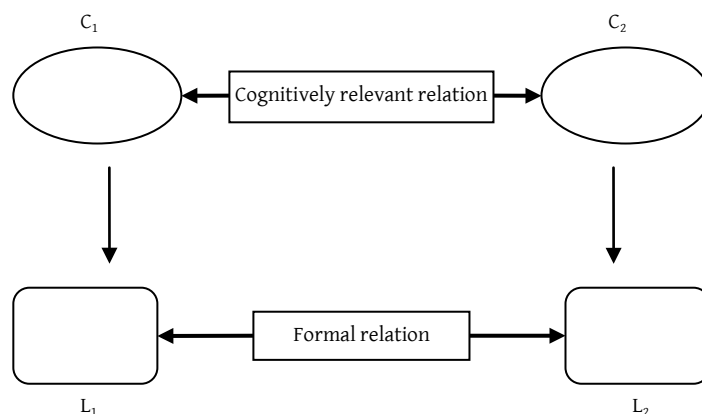 C₁
C₂
Cognitively relevant relation
Formal relation
L₁
L₂